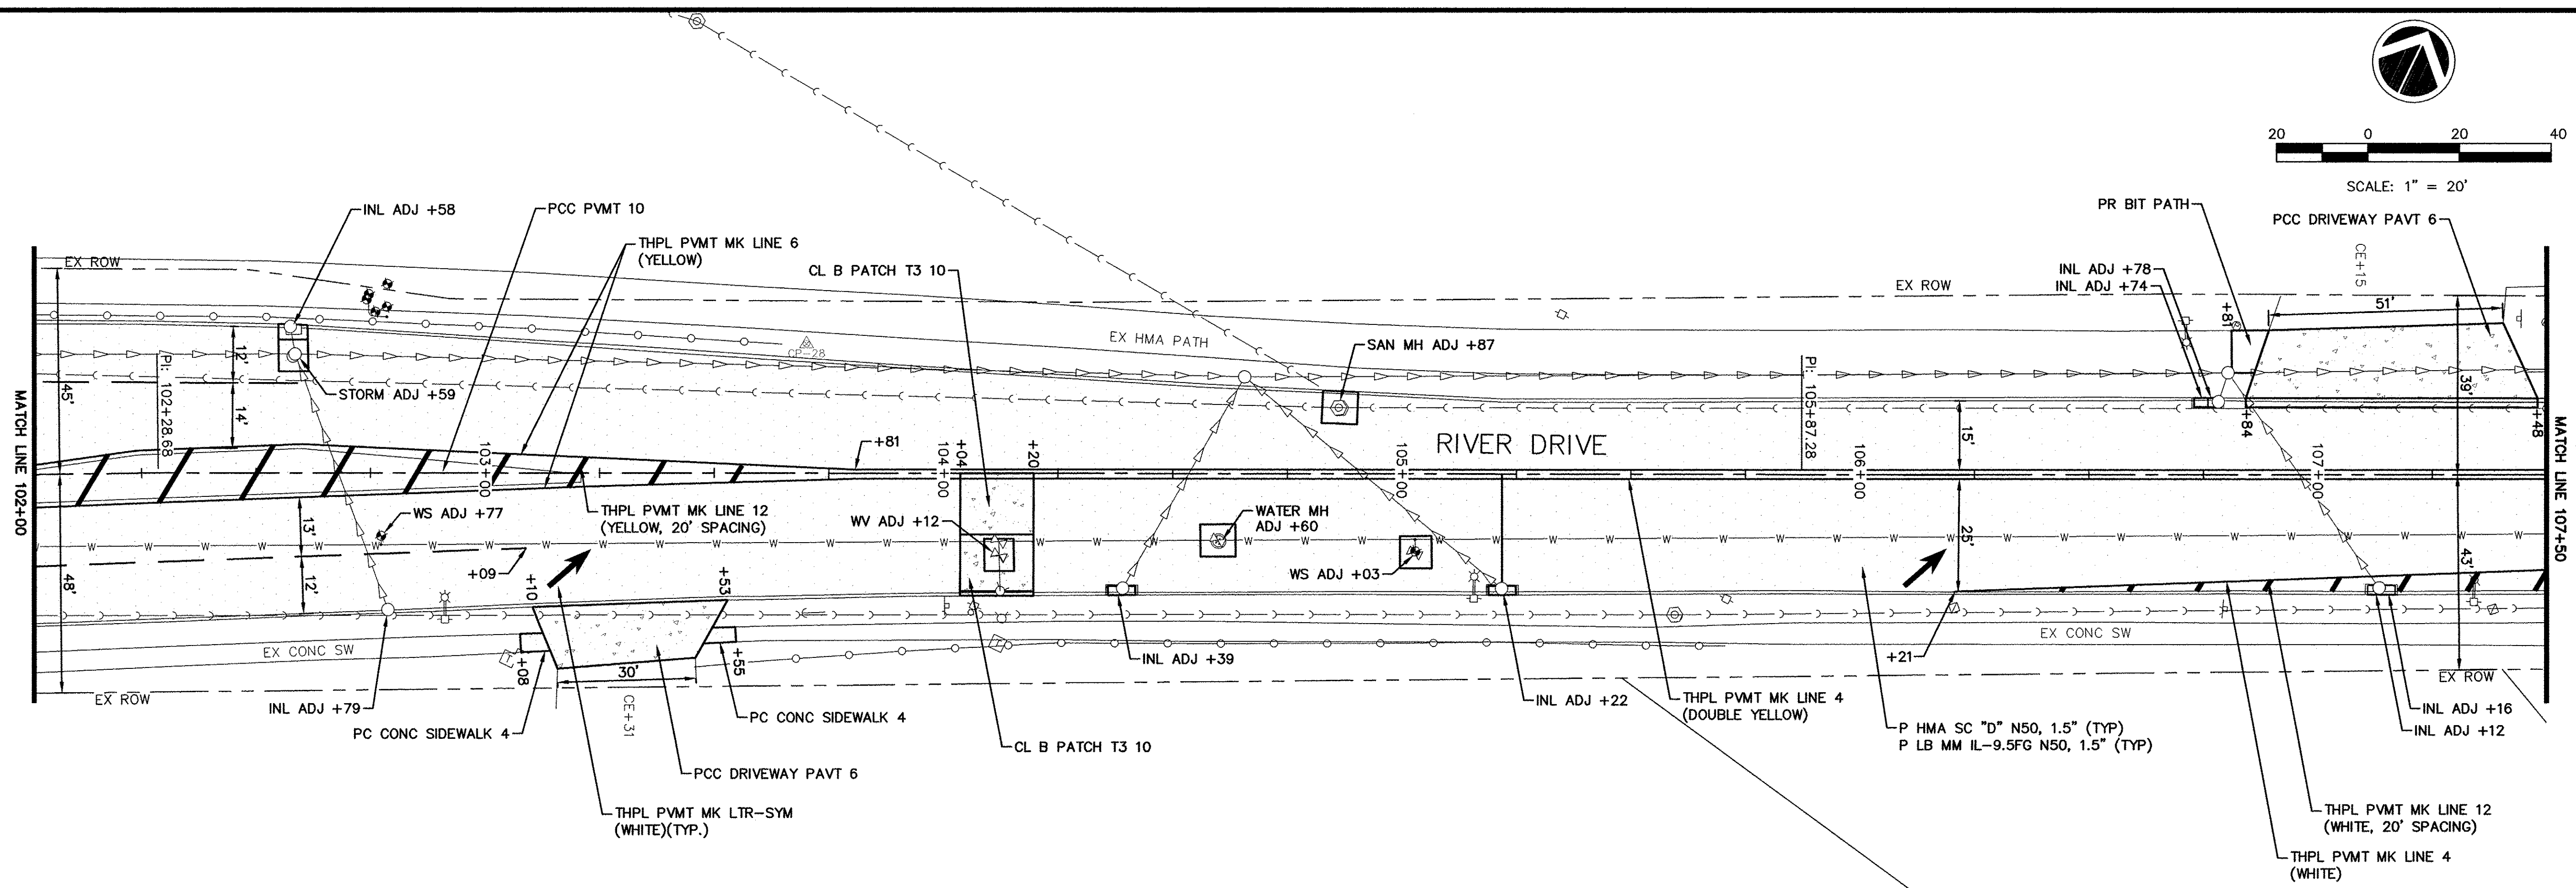 20 0 20 40
SCALE: 1" = 20'
INL ADJ +58
PCC PVMT 10
THPL PVMT MK LINE 6
(YELLOW)
CL B PATCH T3 10
PR BIT PATH
PCC DRIVEWAY PAVT 6
CE+15
INL ADJ +78
INL ADJ +74
EX ROW
EX ROW
51'
+81
EX HMA PATH
CP-28
SAN MH ADJ +87
12'
STORM ADJ +59
14'
45'
PI: 102+28.68
MATCH LINE 102+00
PI: 105+87.28
39'
+84
+48
MATCH LINE 107+50
RIVER DRIVE
15'
+81
103+00
104+00
+04
+20
105+00
106+00
107+00
WS ADJ +77
13'
THPL PVMT MK LINE 12
(YELLOW, 20' SPACING)
WV ADJ +12
WATER MH
ADJ +60
25'
43'
W W W W W W W W W W W W W W W W W W W W W W W W W W W W W W W W W W W W W W W W
+09
WS ADJ +03
12'
48'
+10
+53
EX CONC SW
EX CONC SW
T
T
+08
+55
30'
INL ADJ +39
+21
EX ROW
EX ROW
INL ADJ +79
CE+31
PC CONC SIDEWALK 4
PC CONC SIDEWALK 4
INL ADJ +22
THPL PVMT MK LINE 4
(DOUBLE YELLOW)
INL ADJ +16
INL ADJ +12
P HMA SC "D" N50, 1.5" (TYP)
P LB MM IL-9.5FG N50, 1.5" (TYP)
CL B PATCH T3 10
PCC DRIVEWAY PAVT 6
THPL PVMT MK LTR-SYM
(WHITE)(TYP.)
THPL PVMT MK LINE 12
(WHITE, 20' SPACING)
THPL PVMT MK LINE 4
(WHITE)